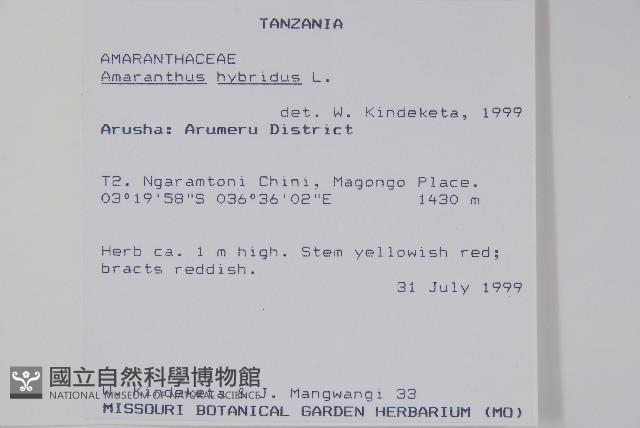 TANZANIA
AMARANTHACEAE
Amaranthus hybridus L.
det. W. Kindeketa, 1999
Arusha: Arumeru District
T2. Ngaramtoni Chini, Magongo Place.
03°19'58"S 036°36'02"E 1430 m
Herb ca. 1 m high. Stem yellowish red;
bracts reddish.
31 July 1999
國立自然科學博物館
NATIONAL MUSEUM OF NATURAL SCIENCE
W. Kindeketa & J. Mangwangi 33
MISSOURI BOTANICAL GARDEN HERBARIUM (MO)